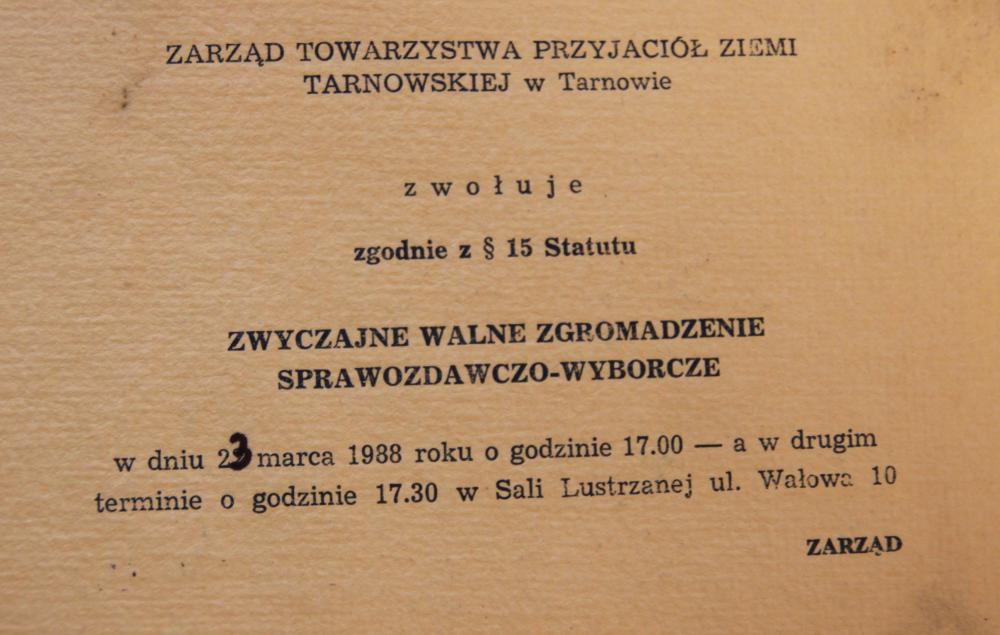 ZARZĄD TOWARZYSTWA PRZYJACIÓŁ ZIEMI
TARNOWSKIEJ w Tarnowie
zwołuje
zgodnie z § 15 Statutu
ZWYCZAJNE WALNE ZGROMADZENIE
SPRAWOZDAWCZO-WYBORCZE
w dniu 23 marca 1988 roku o godzinie 17.00 — a w drugim
terminie o godzinie 17.30 w Sali Lustrzanej ul. Wałowa 10
ZARZĄD